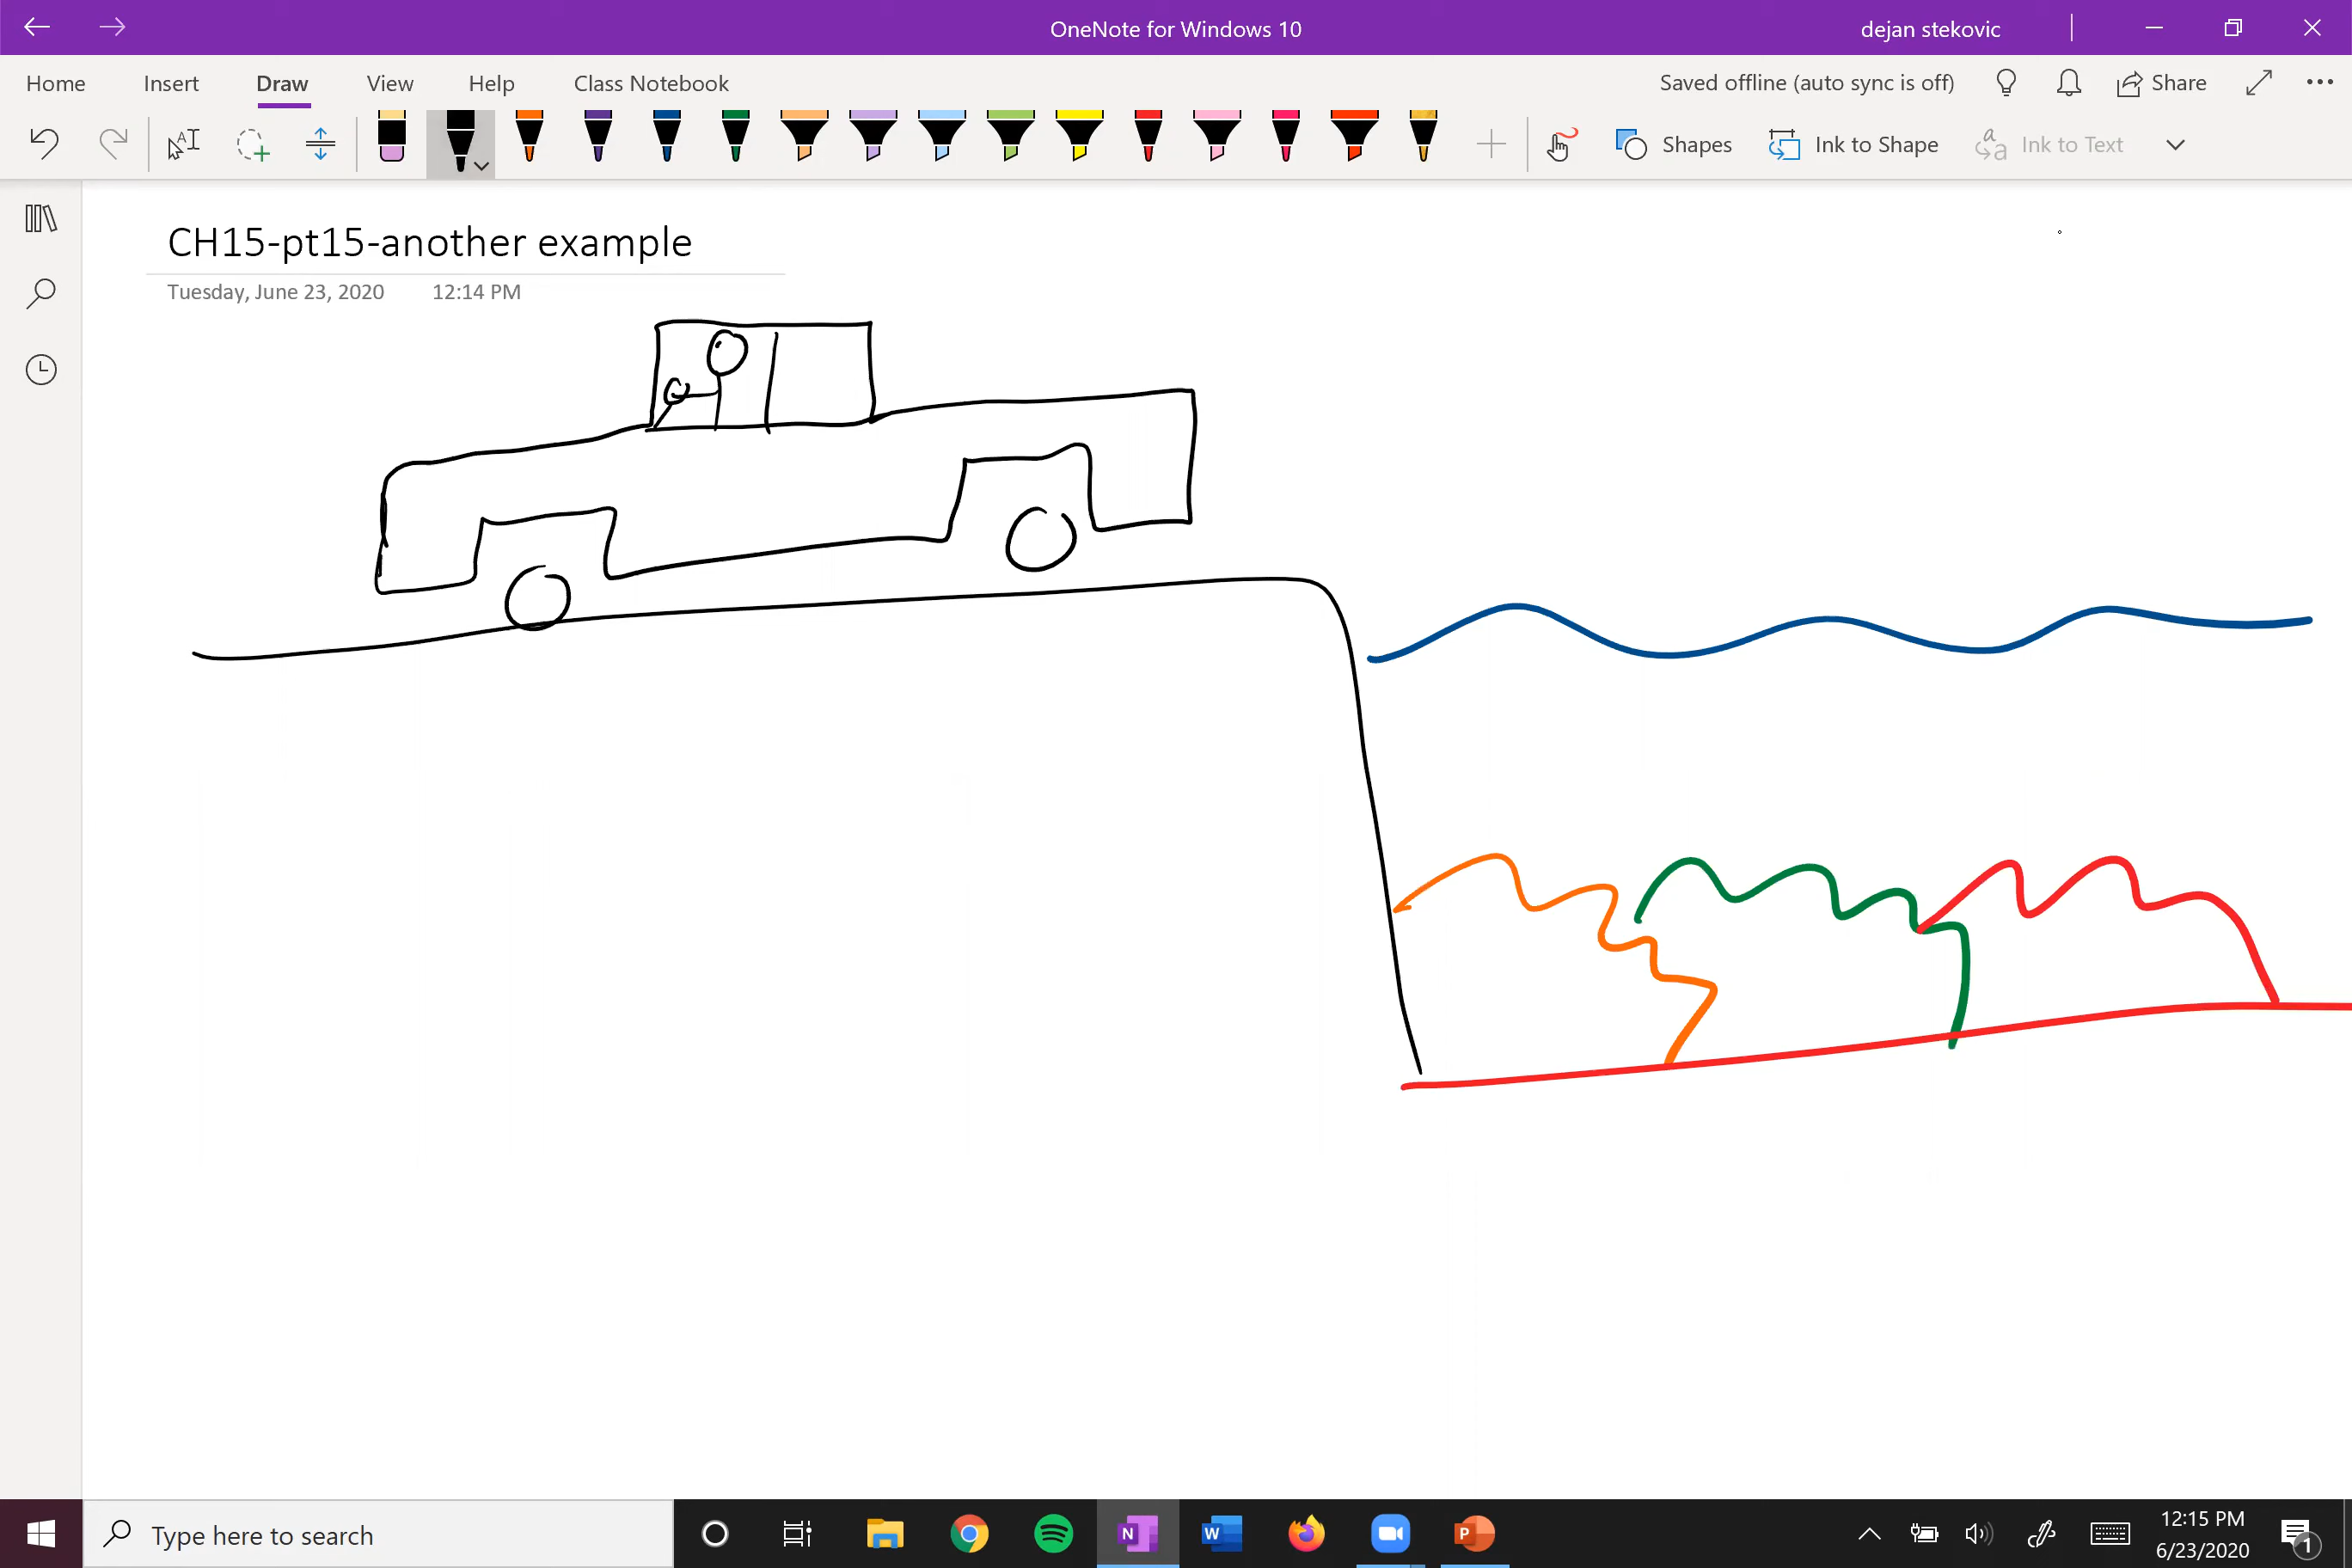 OneNote for Windows 10
dejan stekovic
Home Insert Draw View Help Class Notebook
Saved offline (auto sync is off) Share
Shapes Ink to Shape Ink to Text
CH15-pt15-another example
Tuesday, June 23, 2020 12:14 PM
Type here to search
12:15 PM
6/23/2020
1